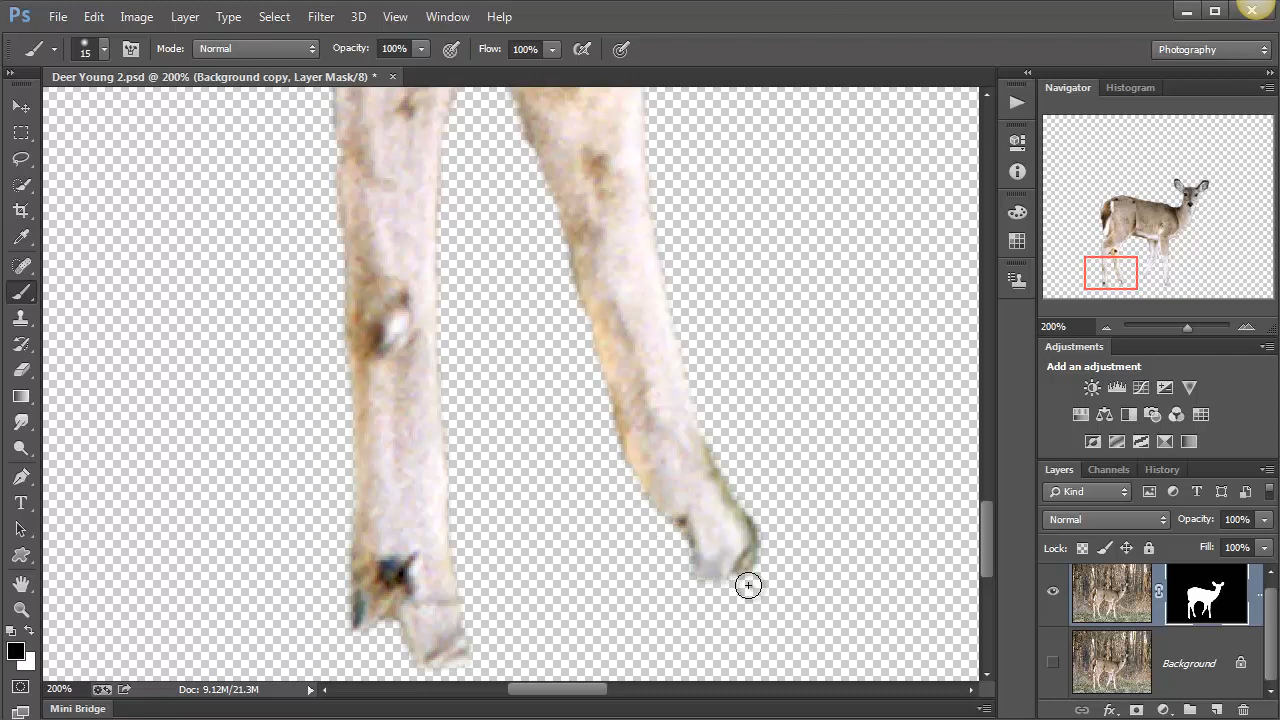 Ps File Edit Image Layer Type Select Filter 3D View Window Help
15 Mode: Normal Opacity: 100% Flow: 100% Photography
Deer Young 2.psd @ 200% (Background copy, Layer Mask/8) * ×
Navigator Histogram
200%
Adjustments
Add an adjustment
Layers Channels History
Kind
Normal Opacity: 100%
Lock: Fill: 100%
Background
200% Doc: 9.12M/21.3M
Mini Bridge